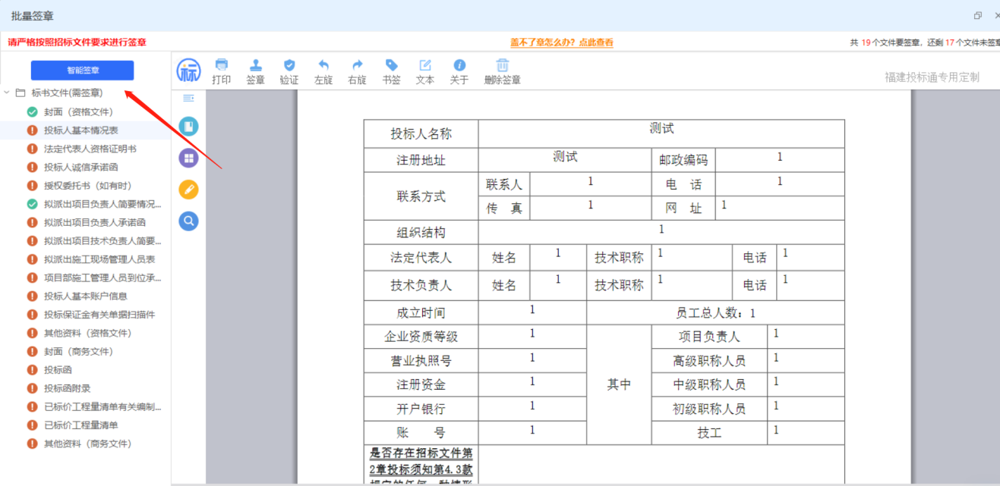 批量签章
请严格按照招标文件要求进行签章
盖不了章怎么办？点此查看
共 19 个文件要签章，还剩 17 个文件未签章
智能签章
标书文件(需签章)
封面（资格文件）
投标人基本情况表
法定代表人资格证明书
投标人诚信承诺函
授权委托书（如有时）
拟派出项目负责人简要情况...
拟派出项目负责人承诺函
拟派出项目技术负责人简要...
拟派出施工现场管理人员表
项目部施工管理人员到位承...
投标人基本账户信息
投标保证金有关单据扫描件
其他资料（资格文件）
封面（商务文件）
投标函
投标函附录
已标价工程量清单有关编制...
已标价工程量清单
其他资料（商务文件）
标 打印 签章 验证 左旋 右旋 书签 文本 关于 删除签章
福建投标通专用定制
投标人名称 测试
注册地址 测试 邮政编码 1
联系方式 联系人 1 电 话 1
传 真 1 网 址 1
组织结构 1
法定代表人 姓名 1 技术职称 1 电话 1
技术负责人 姓名 1 技术职称 1 电话 1
成立时间 1 员工总人数：1
企业资质等级 1 其中 项目负责人 1
营业执照号 1 高级职称人员 1
注册资金 1 中级职称人员 1
开户银行 1 初级职称人员 1
账 号 1 技工 1
是否存在招标文件第
2章投标须知第4.3款
规定的任何一种情形